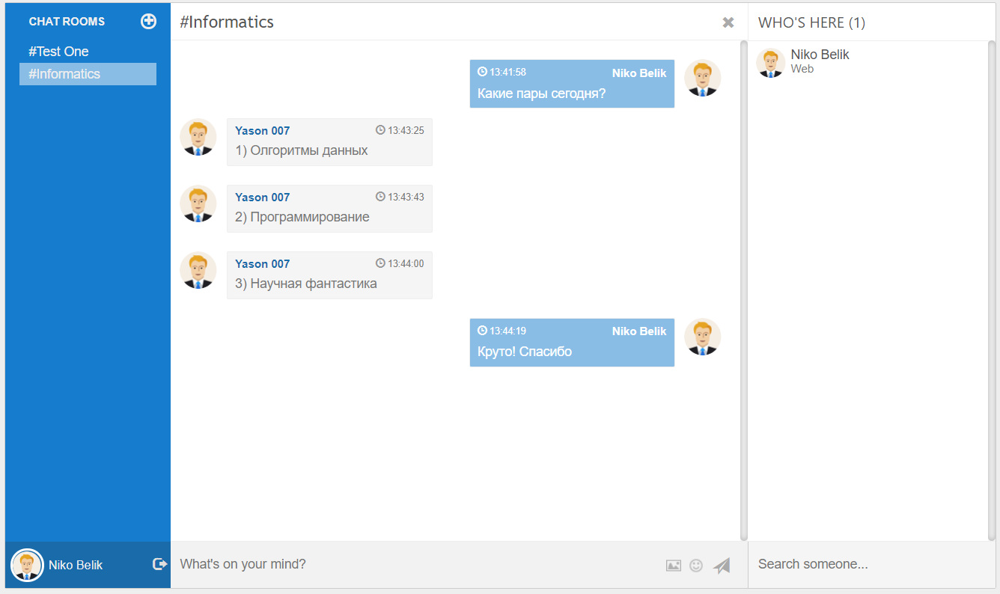 CHAT ROOMS
#Test One
#Informatics
#Informatics
13:41:58 Niko Belik
Какие пары сегодня?
Yason 007 13:43:25
1) Олгоритмы данных
Yason 007 13:43:43
2) Программирование
Yason 007 13:44:00
3) Научная фантастика
13:44:19 Niko Belik
Круто! Спасибо
WHO'S HERE (1)
Niko Belik
Web
Niko Belik
What's on your mind?
Search someone...